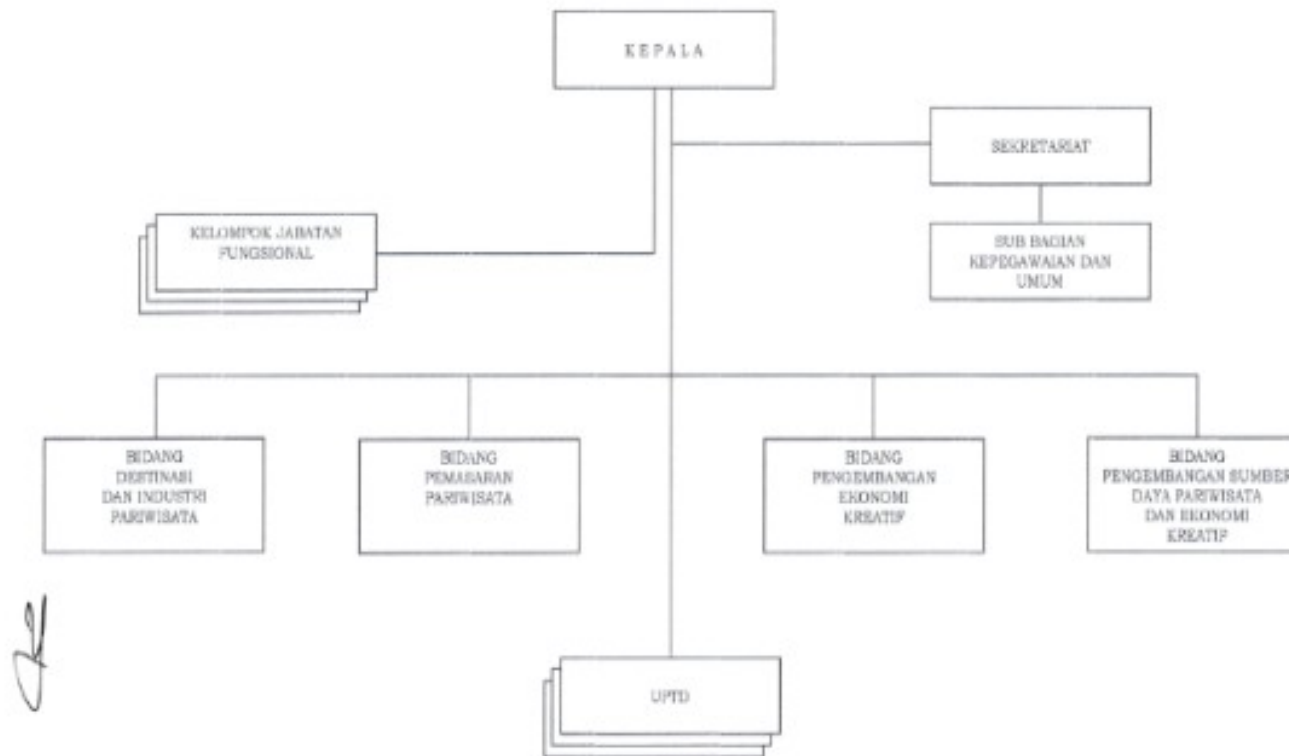 KEPALA
SEKRETARIAT
KELOMPOK JABATAN
FUNGSIONAL
SUB BAGIAN
KEPEGAWAIAN DAN
UMUM
BIDANG
DESTINASI
DAN INDUSTRI
PARIWISATA
BIDANG
PEMASARAN
PARIWISATA
BIDANG
PENGEMBANGAN
EKONOMI
KREATIF
BIDANG
PENGEMBANGAN SUMBER
DAYA PARIWISATA
DAN EKONOMI
KREATIF
UPTD